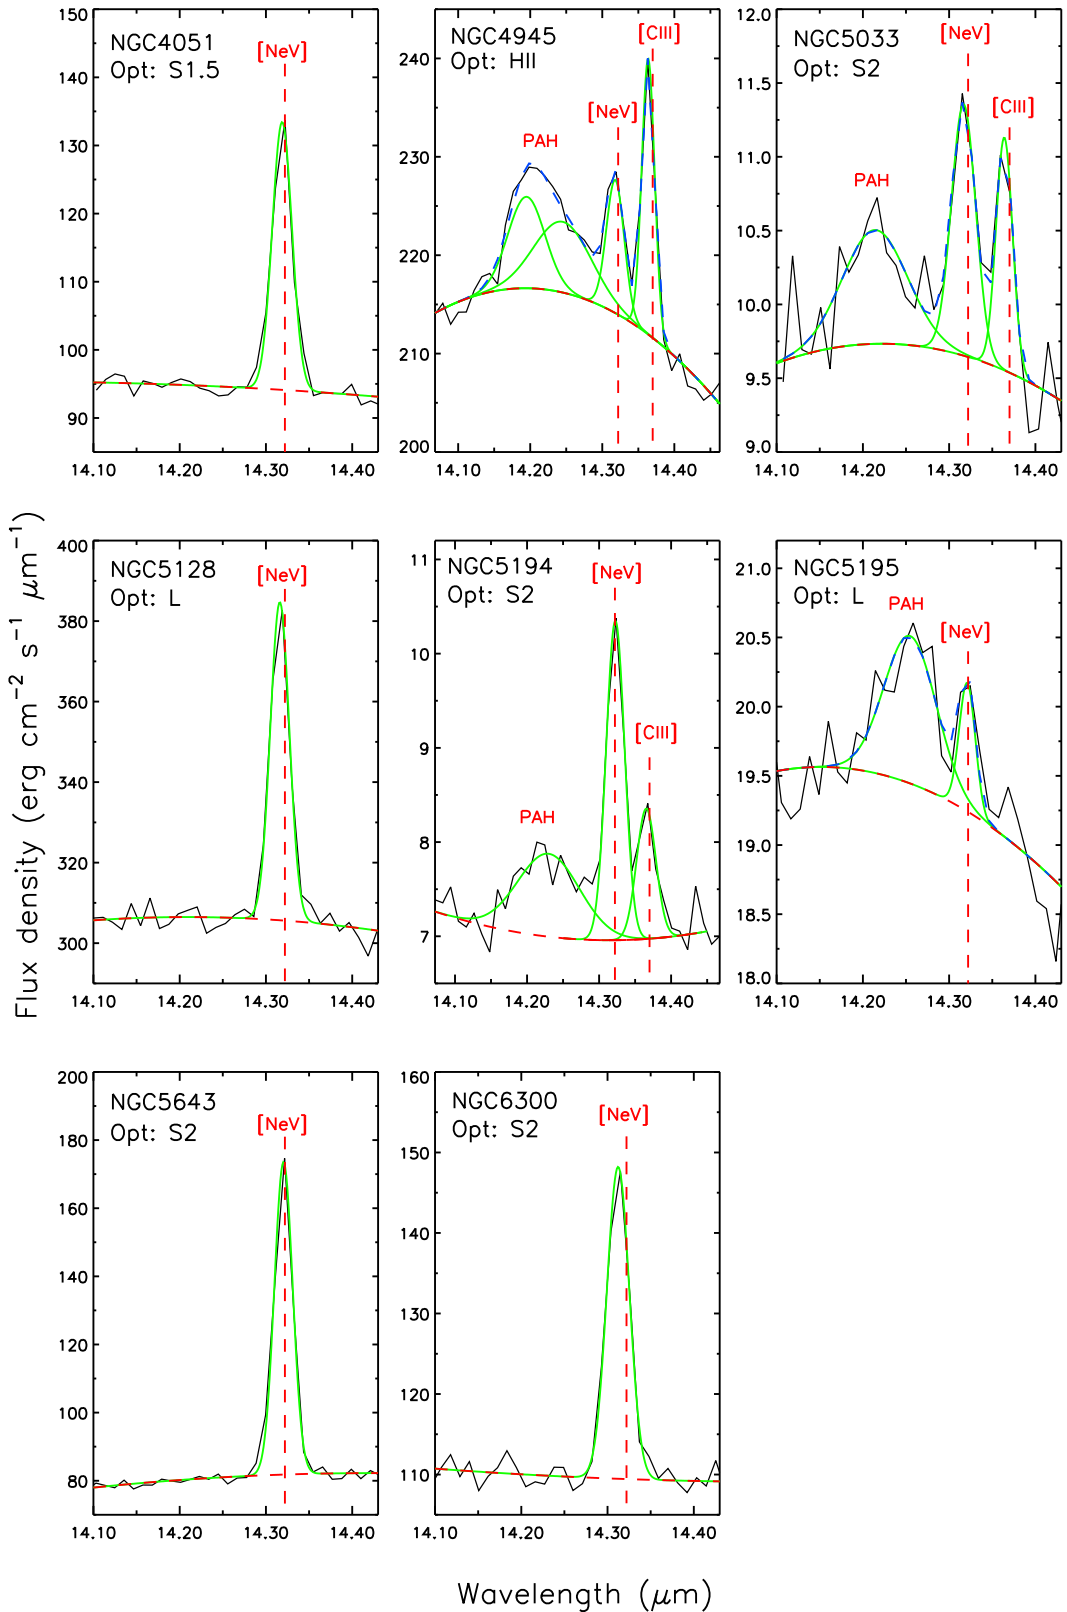 NGC4051
Opt: S1.5
[NeV]
150
140
130
120
110
100
90
14.10 14.20 14.30 14.40
NGC4945
Opt: HII
[CIII]
[NeV]
PAH
240
230
220
210
200
14.10 14.20 14.30 14.40
NGC5033
Opt: S2
[NeV]
[CIII]
PAH
12.0
11.5
11.0
10.5
10.0
9.5
9.0
14.10 14.20 14.30 14.40
Flux density (erg cm−2 s−1 μm−1)
NGC5128
Opt: L
[NeV]
400
380
360
340
320
300
14.10 14.20 14.30 14.40
NGC5194
Opt: S2
[NeV]
[CIII]
PAH
11
10
9
8
7
14.10 14.20 14.30 14.40
NGC5195
Opt: L
PAH
[NeV]
21.0
20.5
20.0
19.5
19.0
18.5
18.0
14.10 14.20 14.30 14.40
NGC5643
Opt: S2
[NeV]
200
180
160
140
120
100
80
14.10 14.20 14.30 14.40
NGC6300
Opt: S2
[NeV]
160
150
140
130
120
110
14.10 14.20 14.30 14.40
Wavelength (μm)